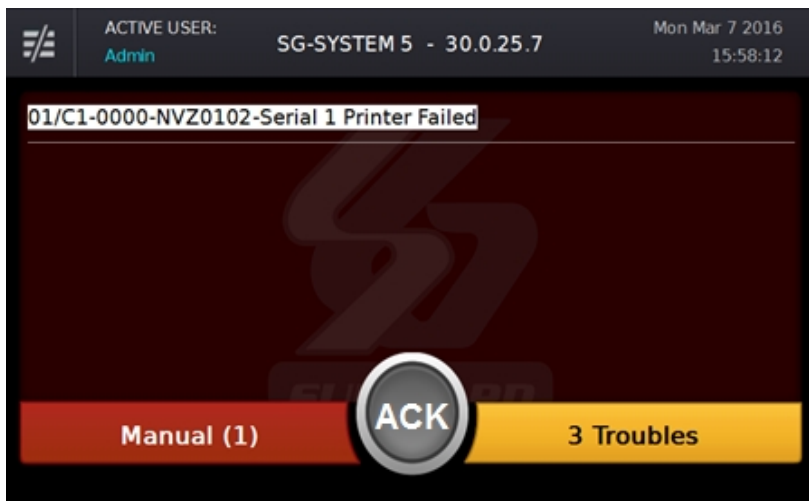 ACTIVE USER:
Admin
SG-SYSTEM 5 - 30.0.25.7
Mon Mar 7 2016
15:58:12
01/C1-0000-NVZ0102-Serial 1 Printer Failed
ACK
Manual (1)
3 Troubles